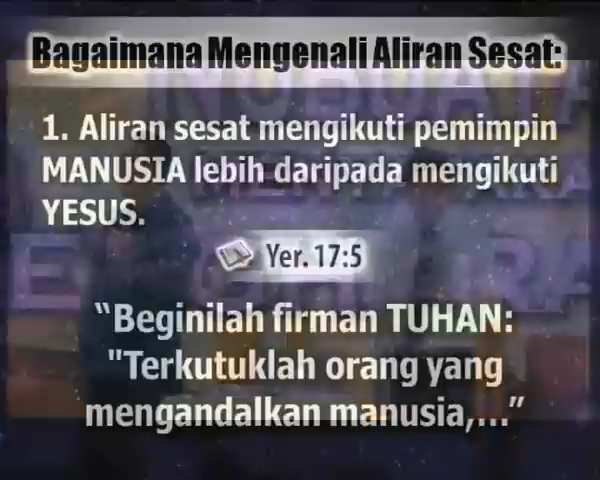 Bagaimana Mengenali Aliran Sesat:
1. Aliran sesat mengikuti pemimpin
MANUSIA lebih daripada mengikuti
YESUS.
Yer. 17:5
“Beginilah firman TUHAN:
"Terkutuklah orang yang
mengandalkan manusia,...”